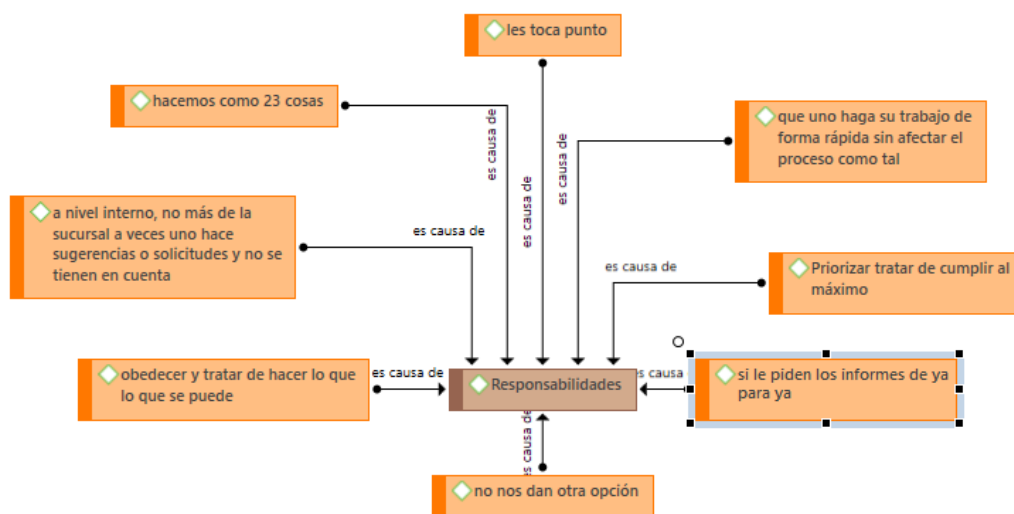 les toca punto
hacemos como 23 cosas
es causa de
es causa de
es causa de
que uno haga su trabajo de
forma rápida sin afectar el
proceso como tal
a nivel interno, no más de la
sucursal a veces uno hace
sugerencias o solicitudes y no se
tienen en cuenta
es causa de
es causa de
Priorizar tratar de cumplir al
máximo
obedecer y tratar de hacer lo que
lo que se puede
es causa de
Responsabilidades
es causa
si le piden los informes de ya
para ya
es causa de
no nos dan otra opción